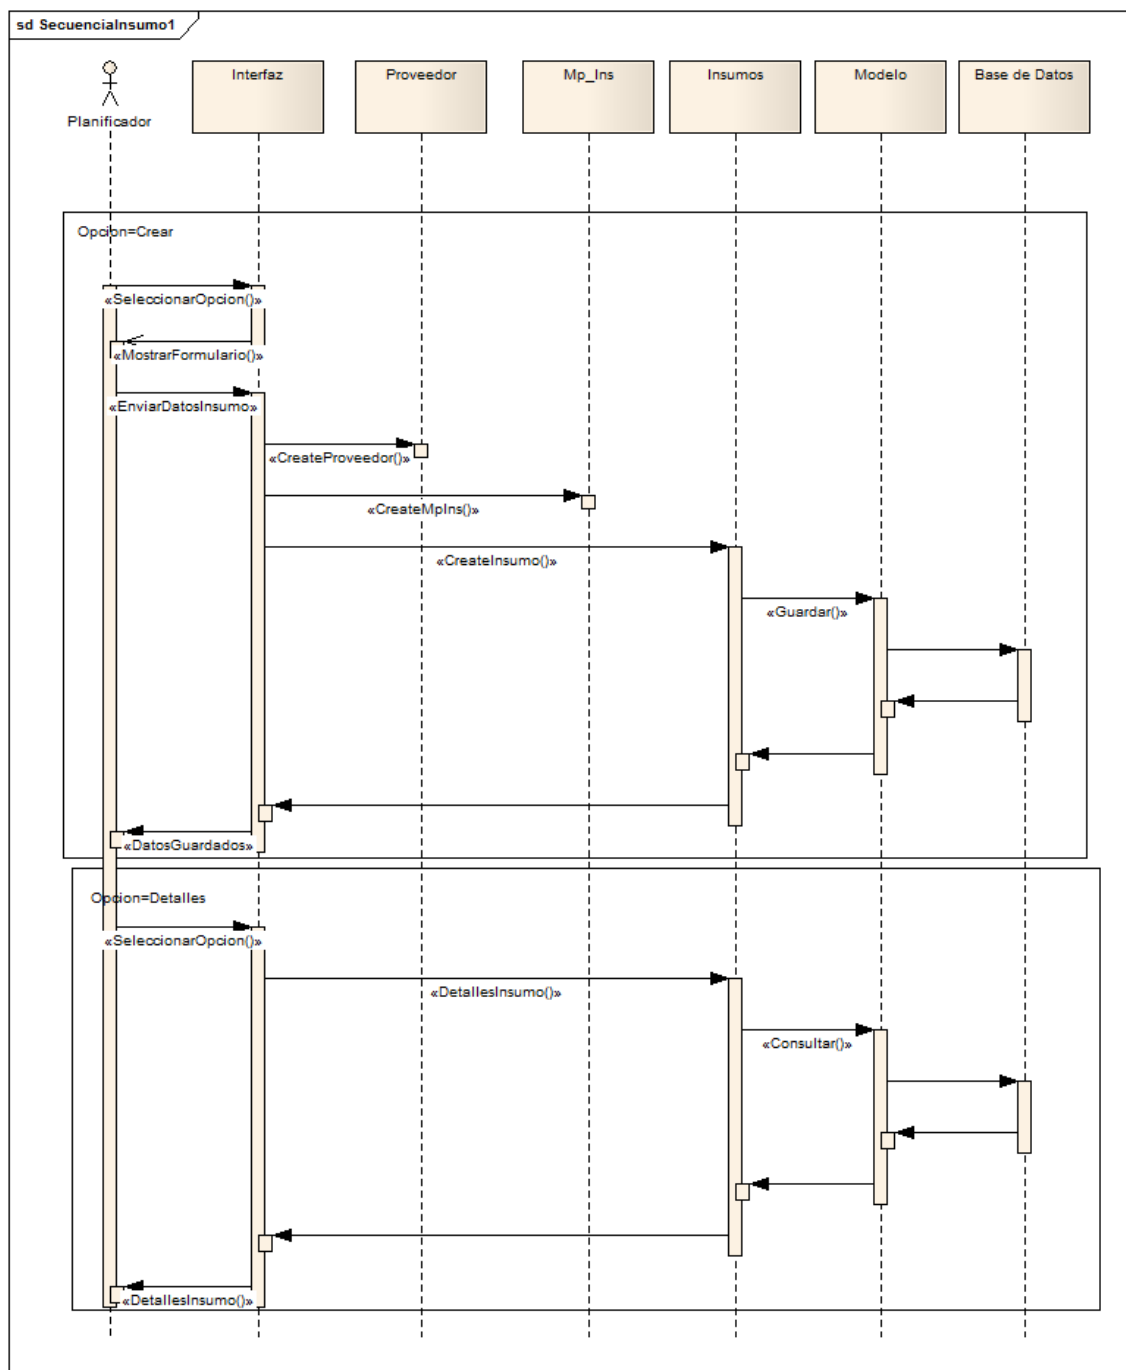 sd SecuenciaInsumo1
Planificador
Interfaz
Proveedor
Mp_Ins
Insumos
Modelo
Base de Datos
Opcion=Crear
«SeleccionarOpcion()»
«MostrarFormulario()»
«EnviarDatosInsumo»
«CreateProveedor()»
«CreateMpIns()»
«CreateInsumo()»
«Guardar()»
«DatosGuardados»
Opcion=Detalles
«SeleccionarOpcion()»
«DetallesInsumo()»
«Consultar()»
«DetallesInsumo()»